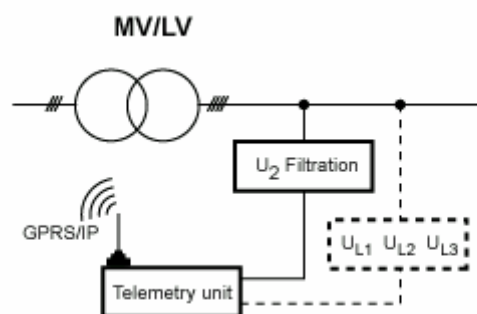 MV/LV
U2 Filtration
GPRS/IP
UL1 UL2 UL3
Telemetry unit